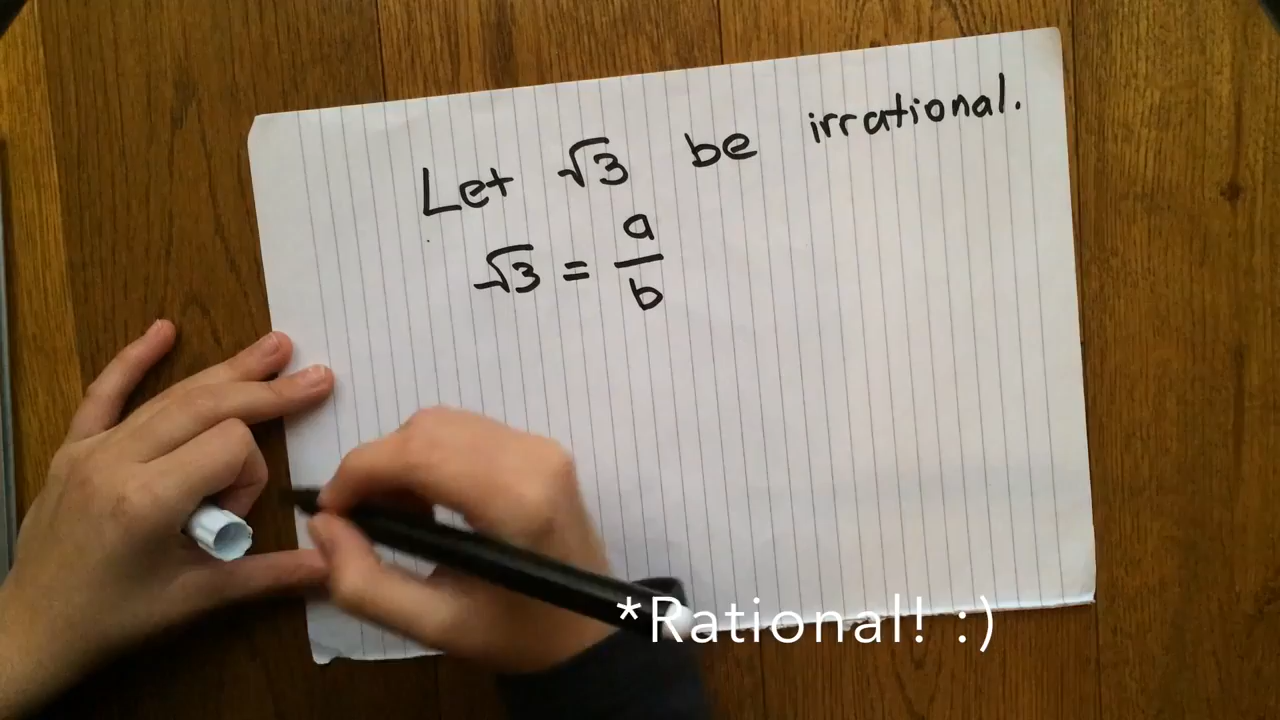 Let √3 be irrational.
√3 = a/b
*Rational! :)